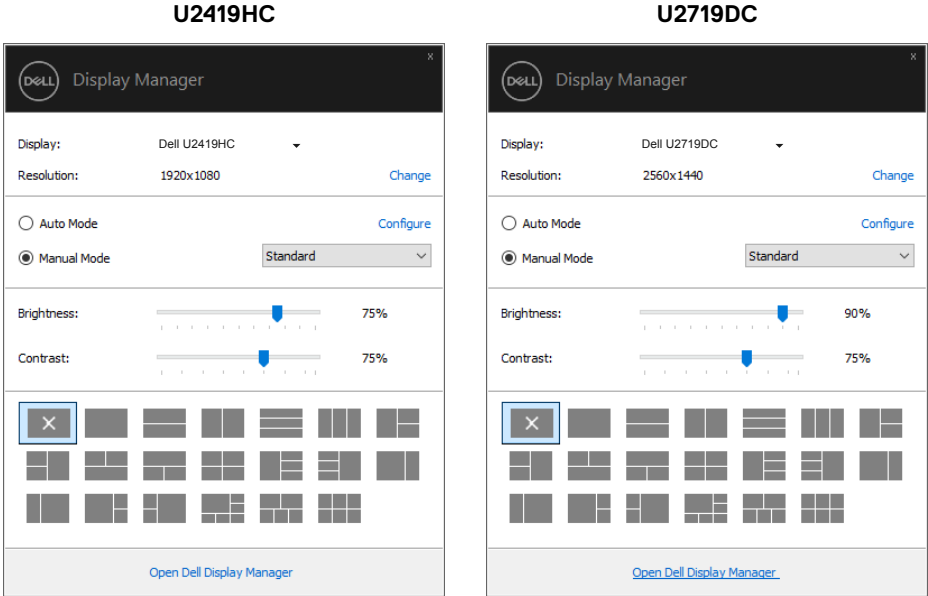 U2419HC
x
DELL Display Manager
Display: Dell U2419HC
Resolution: 1920x1080 Change
Auto Mode Configure
Manual Mode Standard
Brightness: 75%
Contrast: 75%
Open Dell Display Manager
U2719DC
x
DELL Display Manager
Display: Dell U2719DC
Resolution: 2560x1440 Change
Auto Mode Configure
Manual Mode Standard
Brightness: 90%
Contrast: 75%
Open Dell Display Manager